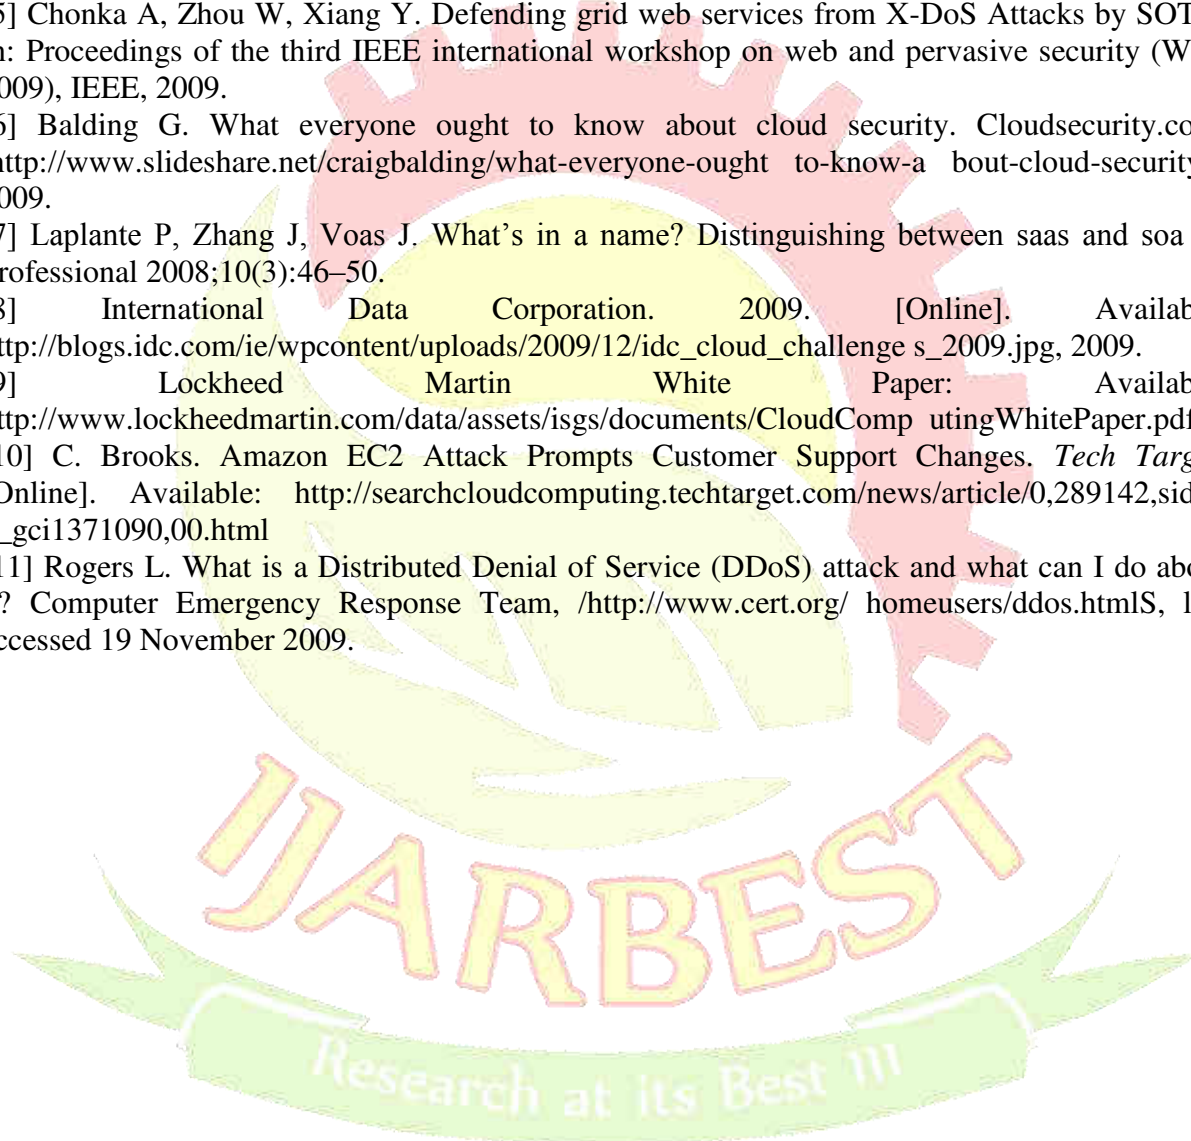 5] Chonka A, Zhou W, Xiang Y. Defending grid web services from X-DoS Attacks by SOT
n: Proceedings of the third IEEE international workshop on web and pervasive security (W
009), IEEE, 2009.
6] Balding G. What everyone ought to know about cloud security. Cloudsecurity.co
http://www.slideshare.net/craigbalding/what-everyone-ought to-know-a bout-cloud-security
009.
7] Laplante P, Zhang J, Voas J. What's in a name? Distinguishing between saas and soa
rofessional 2008;10(3):46–50.
8] International Data Corporation. 2009. [Online]. Availab
ttp://blogs.idc.com/ie/wpcontent/uploads/2009/12/idc_cloud_challenge s_2009.jpg, 2009.
9] Lockheed Martin White Paper: Availab
ttp://www.lockheedmartin.com/data/assets/isgs/documents/CloudComp utingWhitePaper.pdf
10] C. Brooks. Amazon EC2 Attack Prompts Customer Support Changes. Tech Targ
Online]. Available: http://searchcloudcomputing.techtarget.com/news/article/0,289142,sid
_gci1371090,00.html
11] Rogers L. What is a Distributed Denial of Service (DDoS) attack and what can I do abo
? Computer Emergency Response Team, /http://www.cert.org/ homeusers/ddos.htmlS, l
ccessed 19 November 2009.
IJARBEST
Research at its Best !!!